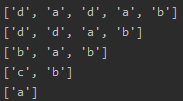 ['d', 'a', 'd', 'a', 'b']
['d', 'd', 'a', 'b']
['b', 'a', 'b']
['c', 'b']
['a']